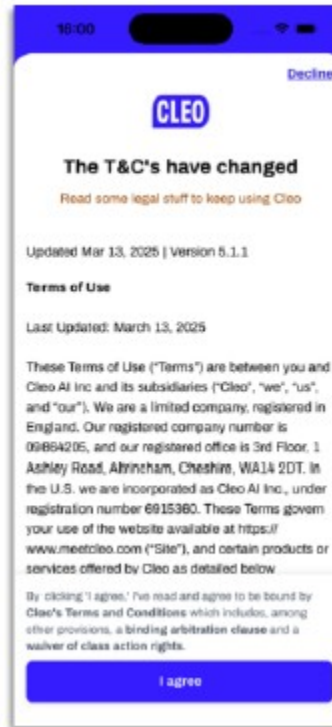 16:00
Decline
CLEO
The T&C's have changed
Read some legal stuff to keep using Cleo
Updated Mar 13, 2025 | Version 5.1.1
Terms of Use
Last Updated: March 13, 2025
These Terms of Use ("Terms") are between you and
Cleo AI Inc and its subsidiaries ("Cleo", "we", "us",
and "our"). We are a limited company, registered in
England. Our registered company number is
09864205, and our registered office is 3rd Floor, 1
Ashley Road, Altrincham, Cheshire, WA14 2DT. In
the U.S. we are incorporated as Cleo AI Inc., under
registration number 6915360. These Terms govern
your use of the website available at https://
www.meetcleo.com ("Site"), and certain products or
services offered by Cleo as detailed below
By clicking 'I agree,' I've read and agree to be bound by
Cleo's Terms and Conditions which includes, among
other provisions, a binding arbitration clause and a
waiver of class action rights.
I agree